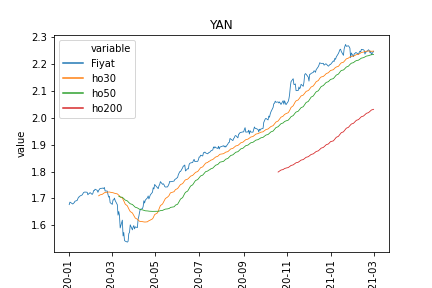 YAN
2.3
2.2
2.1
2.0
1.9
1.8
1.7
1.6
value
variable
Fiyat
ho30
ho50
ho200
20-01
20-03
20-05
20-07
20-09
20-11
21-01
21-03